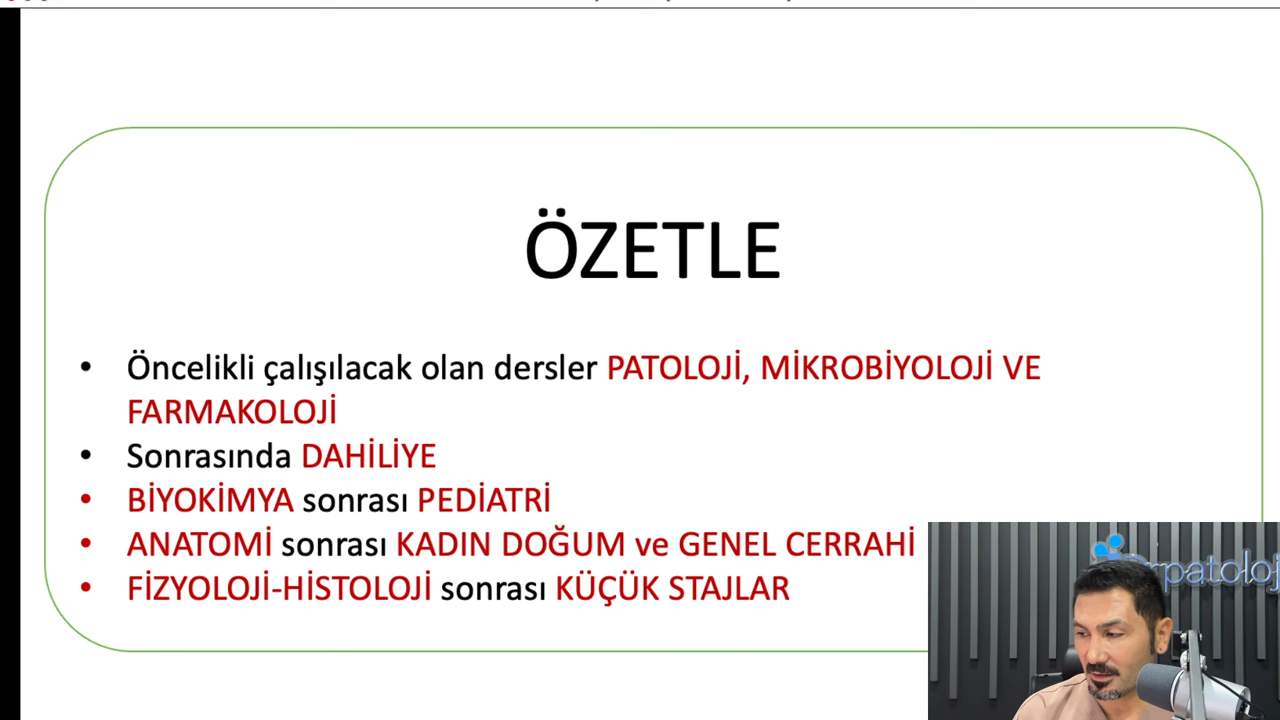 ÖZETLE
• Öncelikli çalışılacak olan dersler PATOLOJİ, MİKROBİYOLOJİ VE
FARMAKOLOJİ
• Sonrasında DAHİLİYE
• BİYOKİMYA sonrası PEDİATRİ
• ANATOMİ sonrası KADIN DOĞUM ve GENEL CERRAHİ
• FİZYOLOJİ-HİSTOLOJİ sonrası KÜÇÜK STAJLAR
rpatoloji